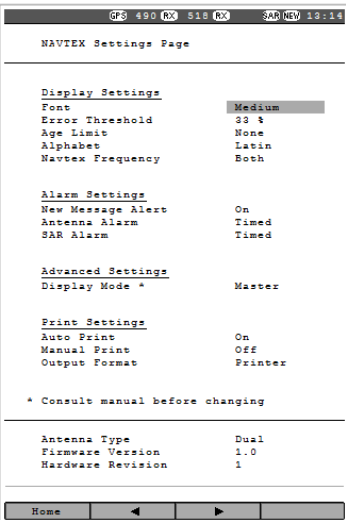 GPS 490 RX 518 RX SAR NEW 13:14
NAVTEX Settings Page
Display Settings
Font Medium
Error Threshold 33 %
Age Limit None
Alphabet Latin
Navtex Frequency Both
Alarm Settings
New Message Alert On
Antenna Alarm Timed
SAR Alarm Timed
Advanced Settings
Display Mode * Master
Print Settings
Auto Print On
Manual Print Off
Output Format Printer
* Consult manual before changing
Antenna Type Dual
Firmware Version 1.0
Hardware Revision 1
Home ◀ ▶